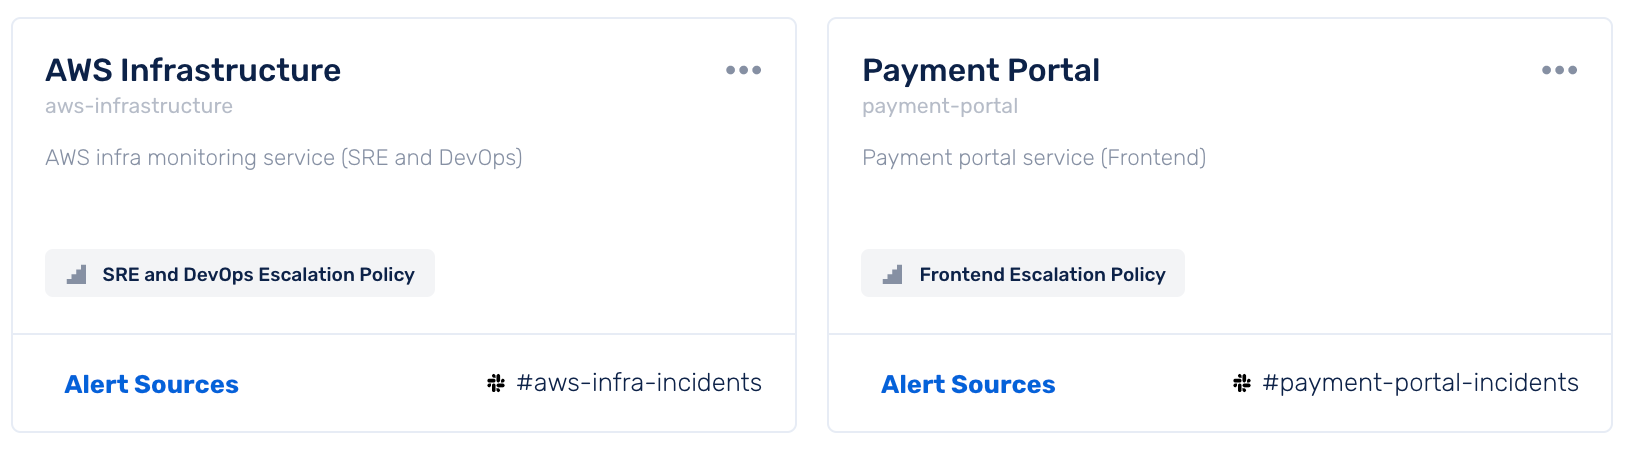 AWS Infrastructure
aws-infrastructure
AWS infra monitoring service (SRE and DevOps)
SRE and DevOps Escalation Policy
Alert Sources
#aws-infra-incidents
Payment Portal
payment-portal
Payment portal service (Frontend)
Frontend Escalation Policy
Alert Sources
#payment-portal-incidents